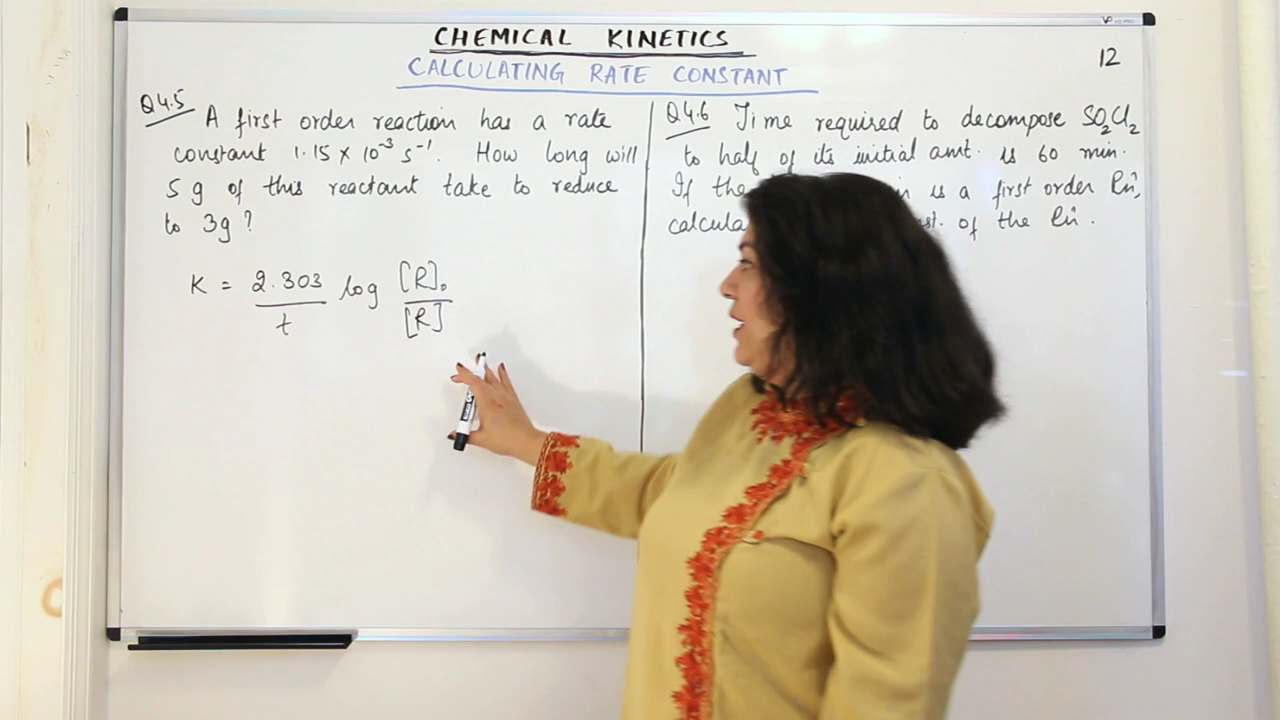 CHEMICAL KINETICS
CALCULATING RATE CONSTANT
12
Q4.5 A first order reaction has a rate
constant 1.15 × 10⁻³ s⁻¹. How long will
5 g of this reactant take to reduce
to 3g?
K = 2.303 / t log [R]₀ / [R]
Q4.6 Time required to decompose SO₂Cl₂
to half of its initial amt. is 60 min.
If the is a first order
calcula of the